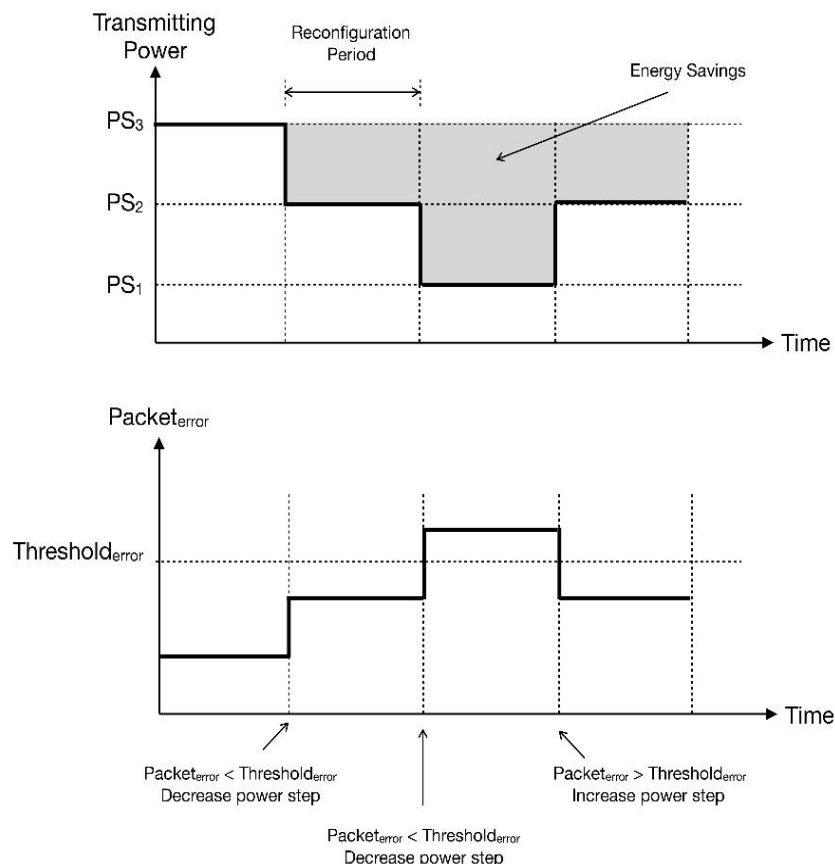 Transmitting
Power
Reconfiguration
Period
Energy Savings
PS₃
PS₂
PS₁
Time
Packetₑᵣᵣₒᵣ
Thresholdₑᵣᵣₒᵣ
Time
Packetₑᵣᵣₒᵣ < Thresholdₑᵣᵣₒᵣ
Decrease power step
Packetₑᵣᵣₒᵣ > Thresholdₑᵣᵣₒᵣ
Increase power step
Packetₑᵣᵣₒᵣ < Thresholdₑᵣᵣₒᵣ
Decrease power step